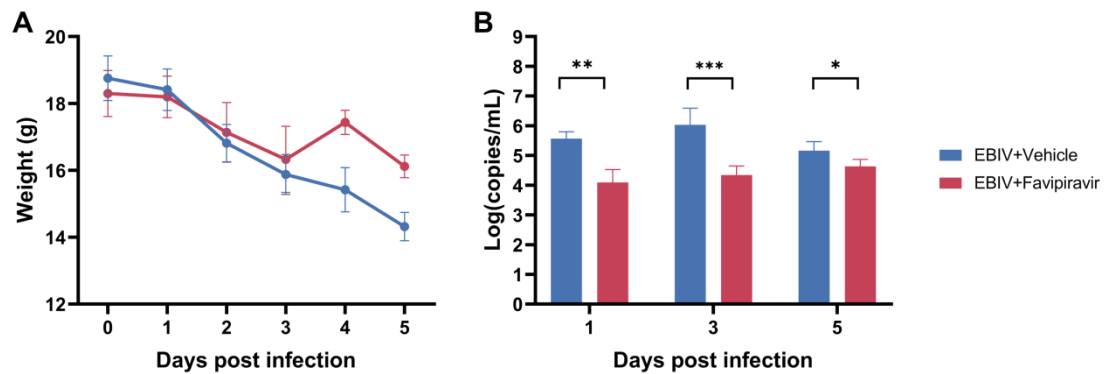 A
Weight (g)
20
18
16
14
12
0 1 2 3 4 5
Days post infection
B
Log(copies/mL)
9
8
7
6
5
4
3
2
1
0
** *** *
1 3 5
Days post infection
EBIV+Vehicle
EBIV+Favipiravir